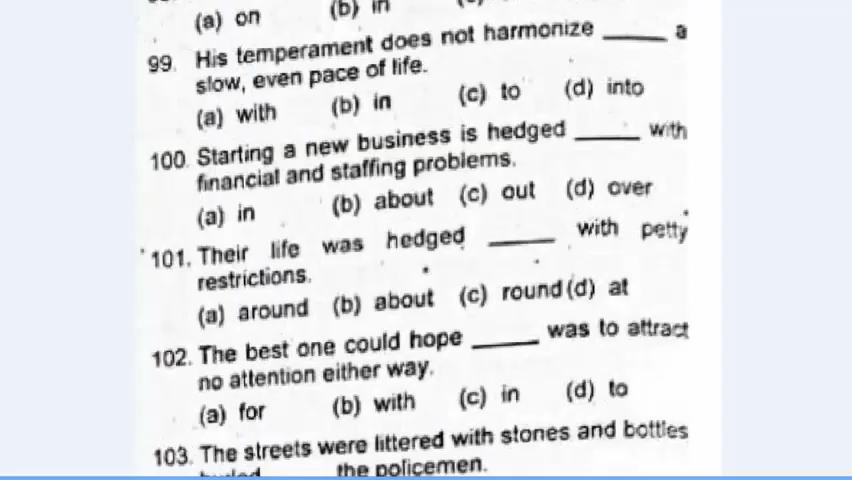 (a) on (b) in
99. His temperament does not harmonize _____ a
slow, even pace of life.
(a) with (b) in (c) to (d) into
100. Starting a new business is hedged _____ with
financial and staffing problems.
(a) in (b) about (c) out (d) over
101. Their life was hedged _____ with petty
restrictions.
(a) around (b) about (c) round (d) at
102. The best one could hope _____ was to attract
no attention either way.
(a) for (b) with (c) in (d) to
103. The streets were littered with stones and bottles
the policemen.